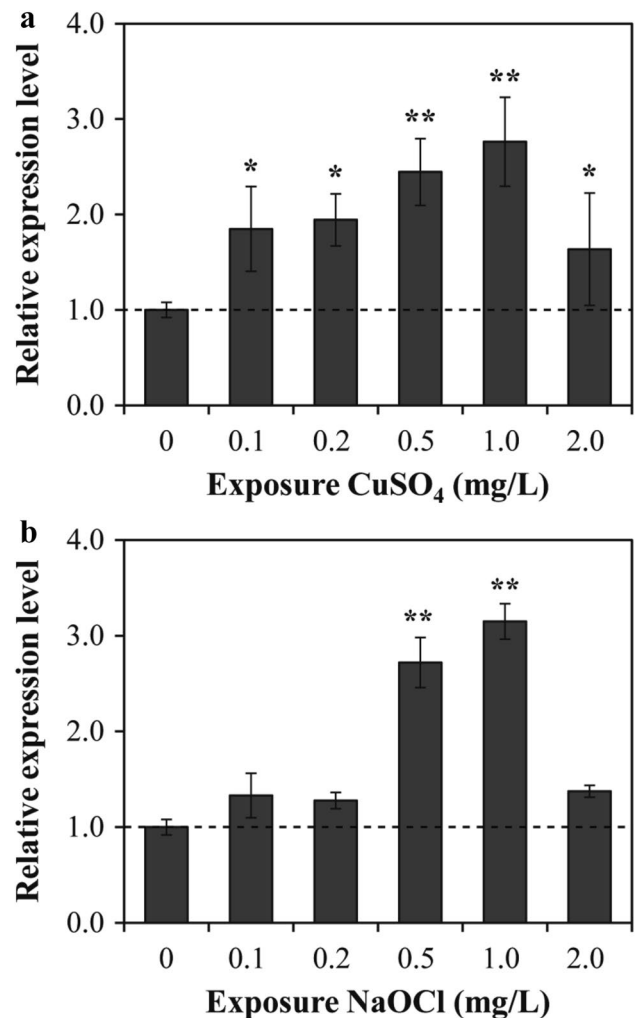 a
Relative expression level
4.0
3.0
2.0
1.0
0.0
*
*
**
**
*
0 0.1 0.2 0.5 1.0 2.0
Exposure CuSO₄ (mg/L)
b
Relative expression level
4.0
3.0
2.0
1.0
0.0
**
**
0 0.1 0.2 0.5 1.0 2.0
Exposure NaOCl (mg/L)